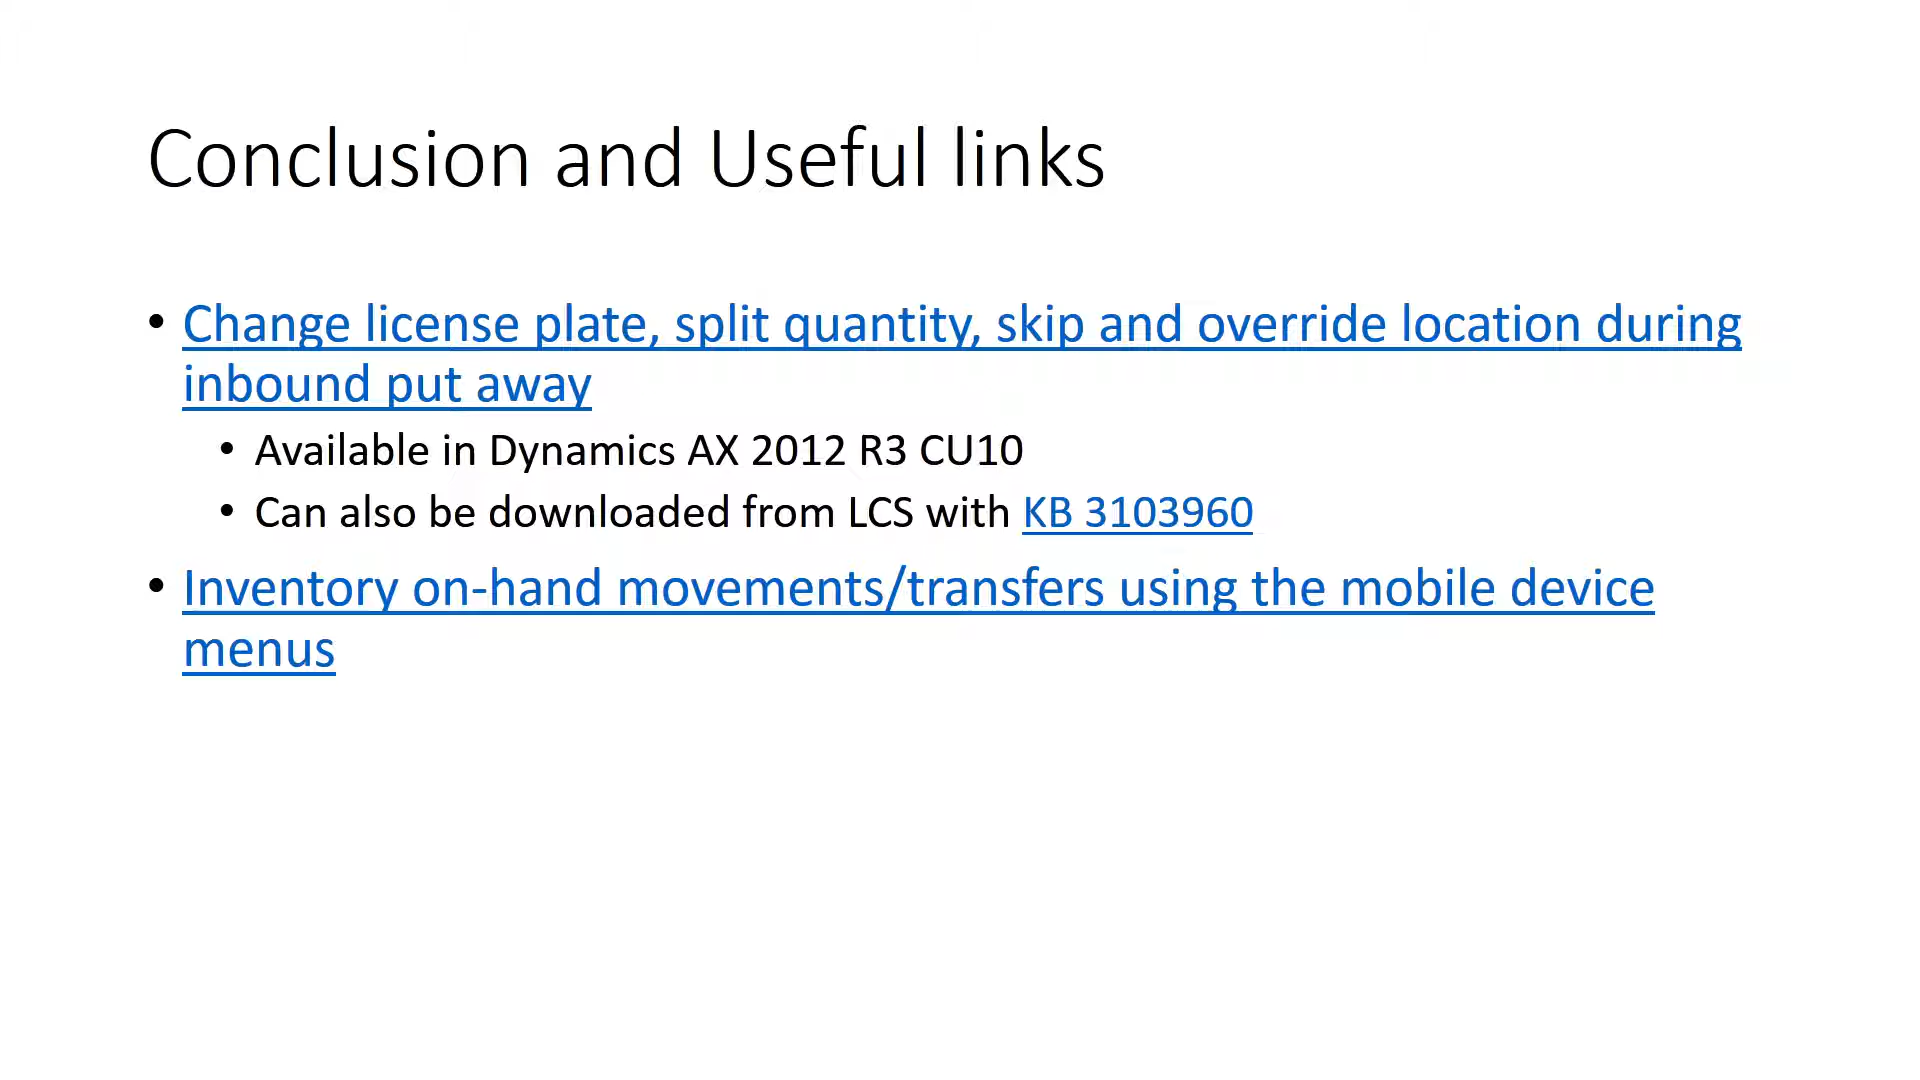 Conclusion and Useful links
• Change license plate, split quantity, skip and override location during
inbound put away
• Available in Dynamics AX 2012 R3 CU10
• Can also be downloaded from LCS with KB 3103960
• Inventory on-hand movements/transfers using the mobile device
menus